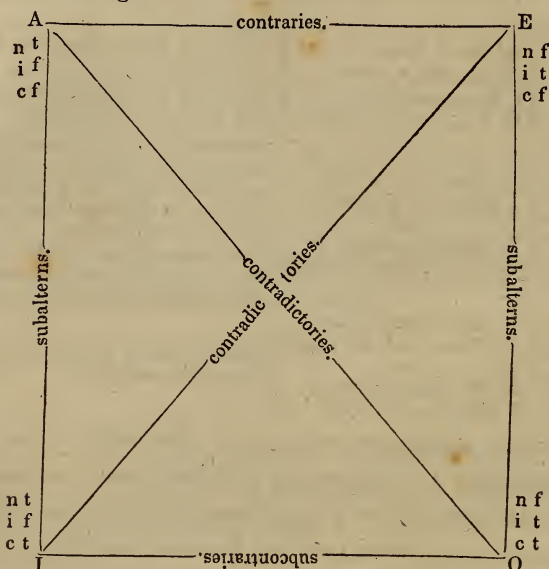 A contraries. E
n t n f
i f i t
c f c f
subalterns. subalterns.
contradictories.
contradictories.
n t n f
i f i t
c t c t
I subcontraries. O